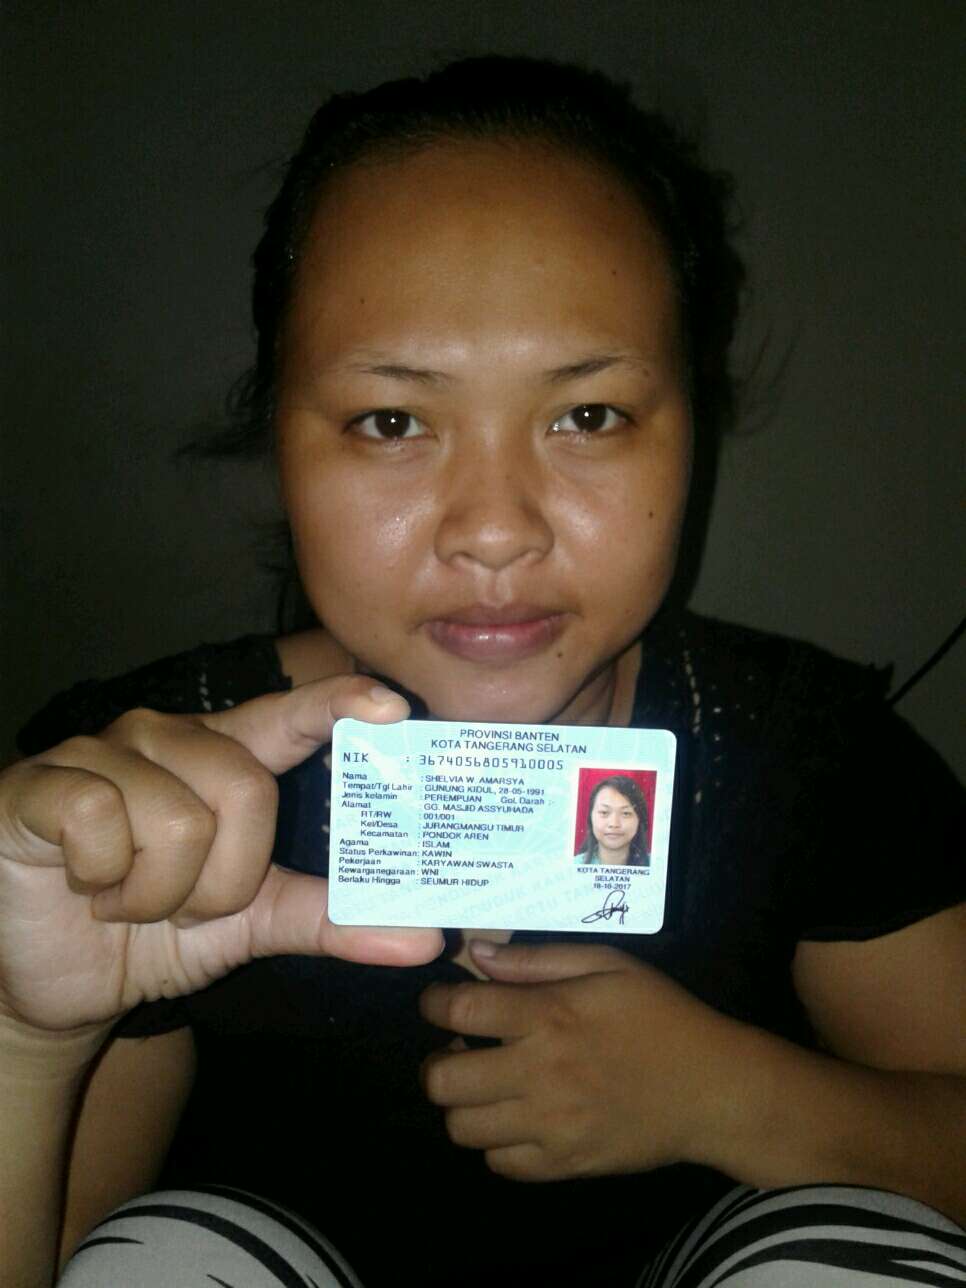 PROVINSI BANTEN
KOTA TANGERANG SELATAN
NIK : 3674056805910005
Nama : SHELVIA W. AMARSYA
Tempat/Tgl Lahir : GUNUNG KIDUL, 28-05-1991
Jenis kelamin : PEREMPUAN Gol. Darah :-
Alamat : GG. MASJID ASSYUHADA
RT/RW : 001/001
Kel/Desa : JURANGMANGU TIMUR
Kecamatan : PONDOK AREN
Agama : ISLAM
Status Perkawinan: KAWIN
Pekerjaan : KARYAWAN SWASTA
Kewarganegaraan: WNI
Berlaku Hingga : SEUMUR HIDUP
KOTA TANGERANG
SELATAN
18-10-2017